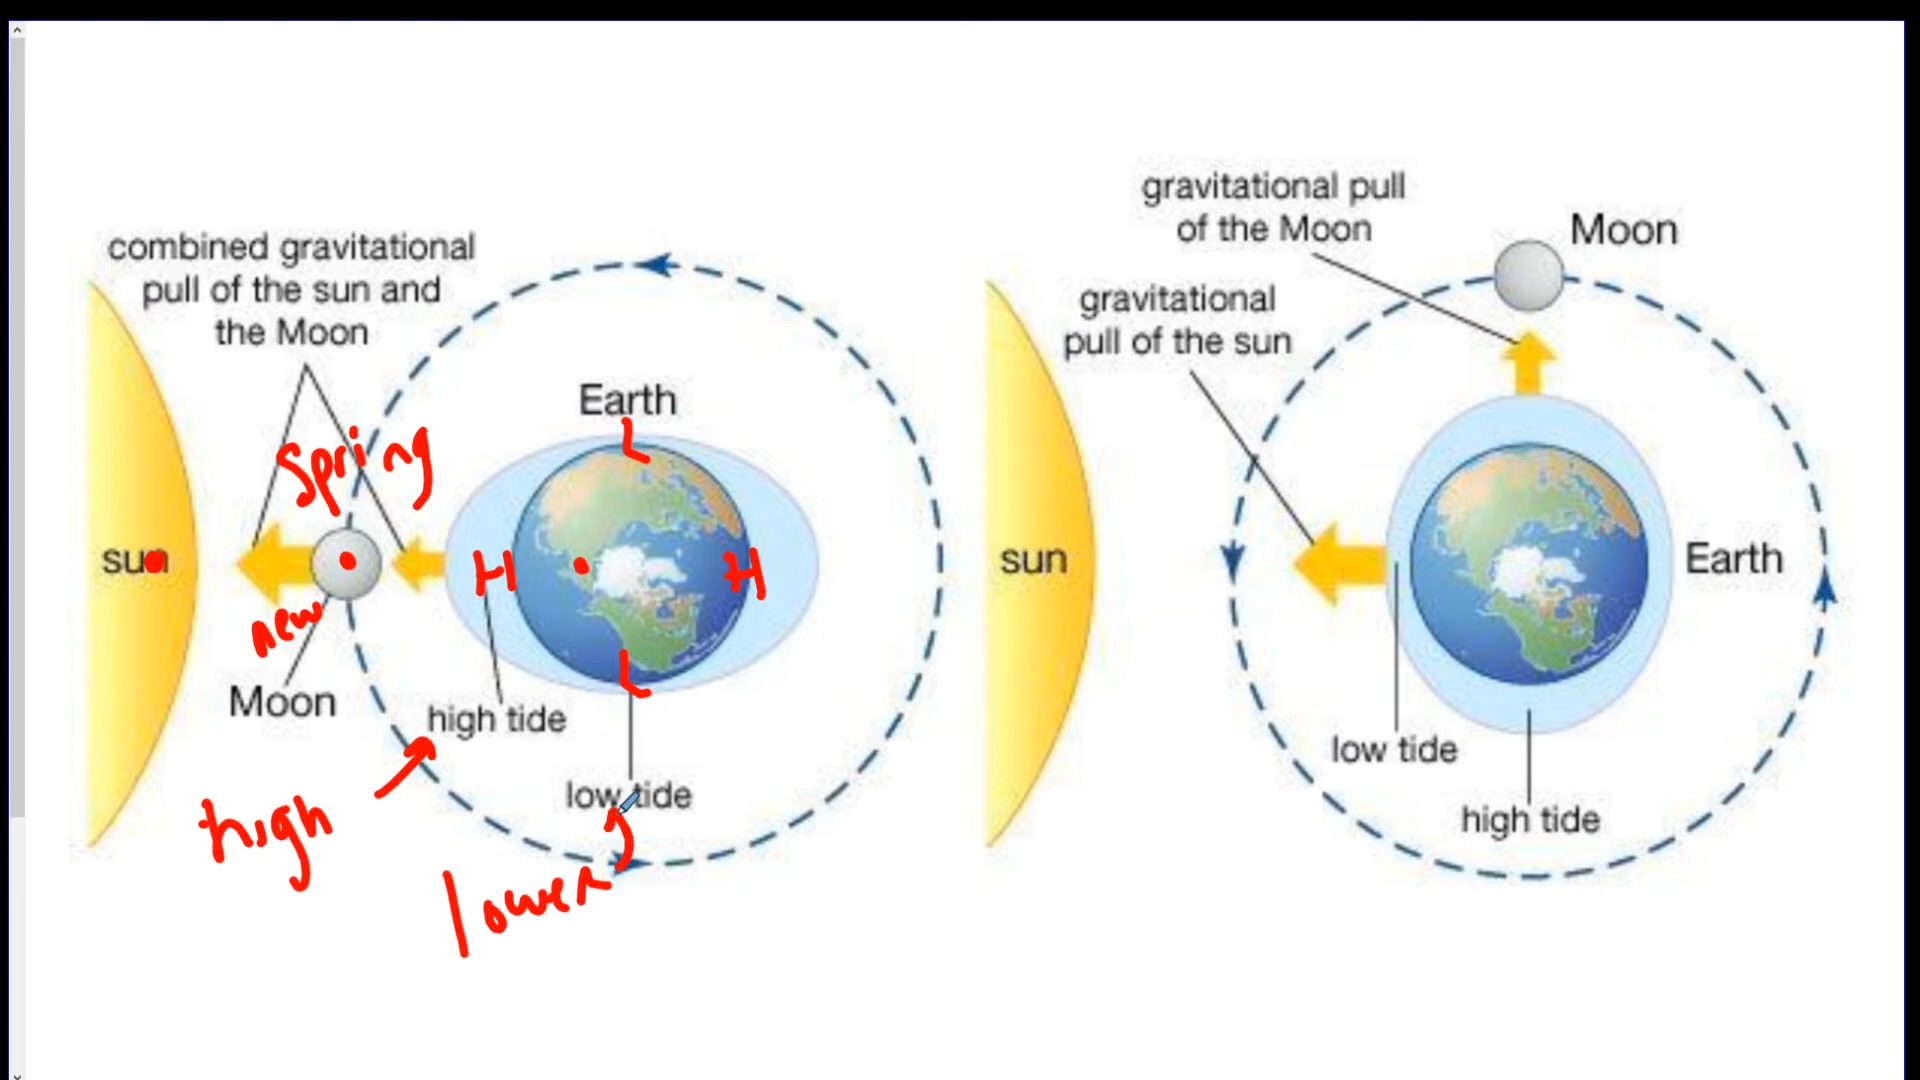 combined gravitational
pull of the sun and
the Moon
Earth
L
Spring
sun
H
H
new
Moon
L
high tide
low tide
high
lower
gravitational pull
of the Moon
Moon
gravitational
pull of the sun
sun
Earth
low tide
high tide